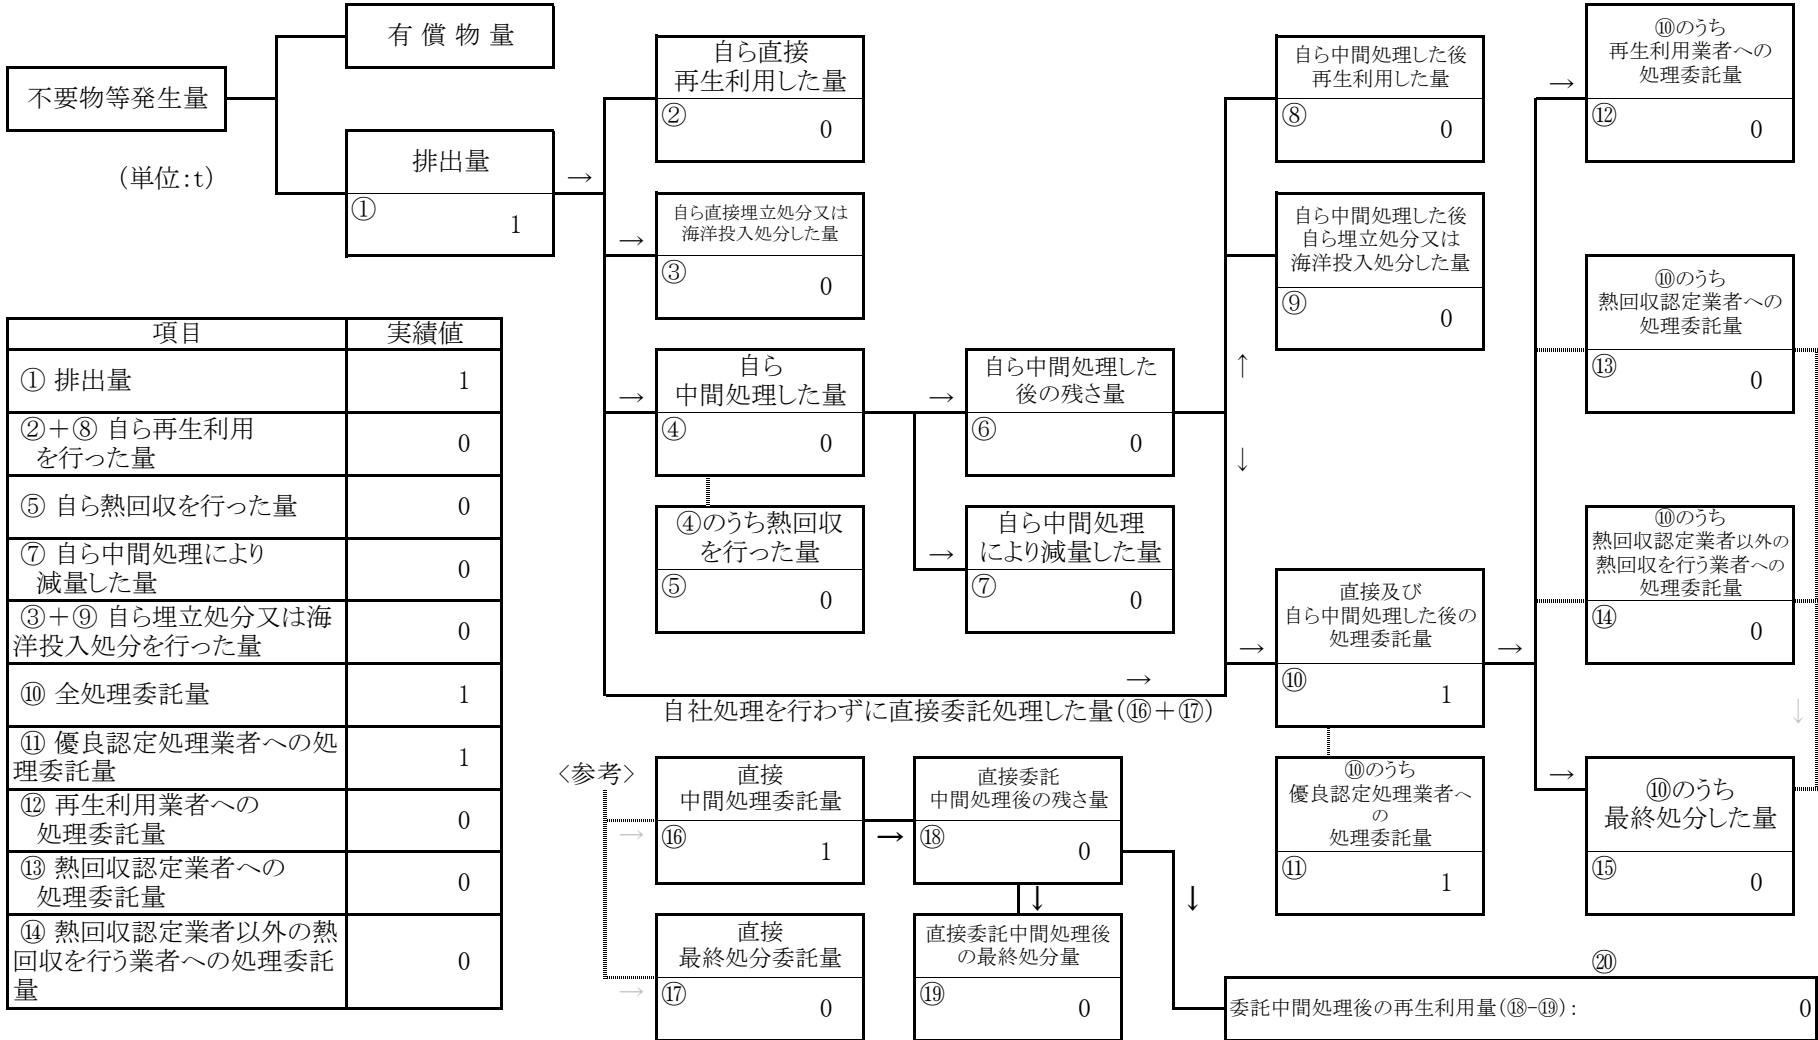 不要物等発生量
(単位:t)
有 償 物 量
排出量
①
1
→
自ら直接
再生利用した量
②
0
→
自ら直接埋立処分又は
海洋投入処分した量
③
0
→
自ら
中間処理した量
④
0
④のうち熱回収
を行った量
⑤
0
→
自ら中間処理した
後の残さ量
⑥
0
→
自ら中間処理
により減量した量
⑦
0
自ら中間処理した後
再生利用した量
⑧
0
自ら中間処理した後
自ら埋立処分又は
海洋投入処分した量
⑨
0
↑
↓
→
自社処理を行わずに直接委託処理した量(⑯+⑰)
→
直接及び
自ら中間処理した後の
処理委託量
⑩
1
⑩のうち
優良認定処理業者へ
の
処理委託量
⑪
1
→
→
⑩のうち
再生利用業者への
処理委託量
⑫
0
⑩のうち
熱回収認定業者への
処理委託量
⑬
0
⑩のうち
熱回収認定業者以外の
熱回収を行う業者への
処理委託量
⑭
0
↓
→
⑩のうち
最終処分した量
⑮
0
項目 実績値
① 排出量 1
②+⑧ 自ら再生利用
を行った量 0
⑤ 自ら熱回収を行った量 0
⑦ 自ら中間処理により
減量した量 0
③+⑨ 自ら埋立処分又は海
洋投入処分を行った量 0
⑩ 全処理委託量 1
⑪ 優良認定処理業者への処
理委託量 1
⑫ 再生利用業者への
処理委託量 0
⑬ 熱回収認定業者への
処理委託量 0
⑭ 熱回収認定業者以外の熱
回収を行う業者への処理委託
量 0
<参考>
→
直接
中間処理委託量
⑯
1
→
直接
最終処分委託量
⑰
0
→
直接委託
中間処理後の残さ量
⑱
0
↓
直接委託中間処理後
の最終処分量
⑲
0
↓
⑳
委託中間処理後の再生利用量(⑱-⑲): 0